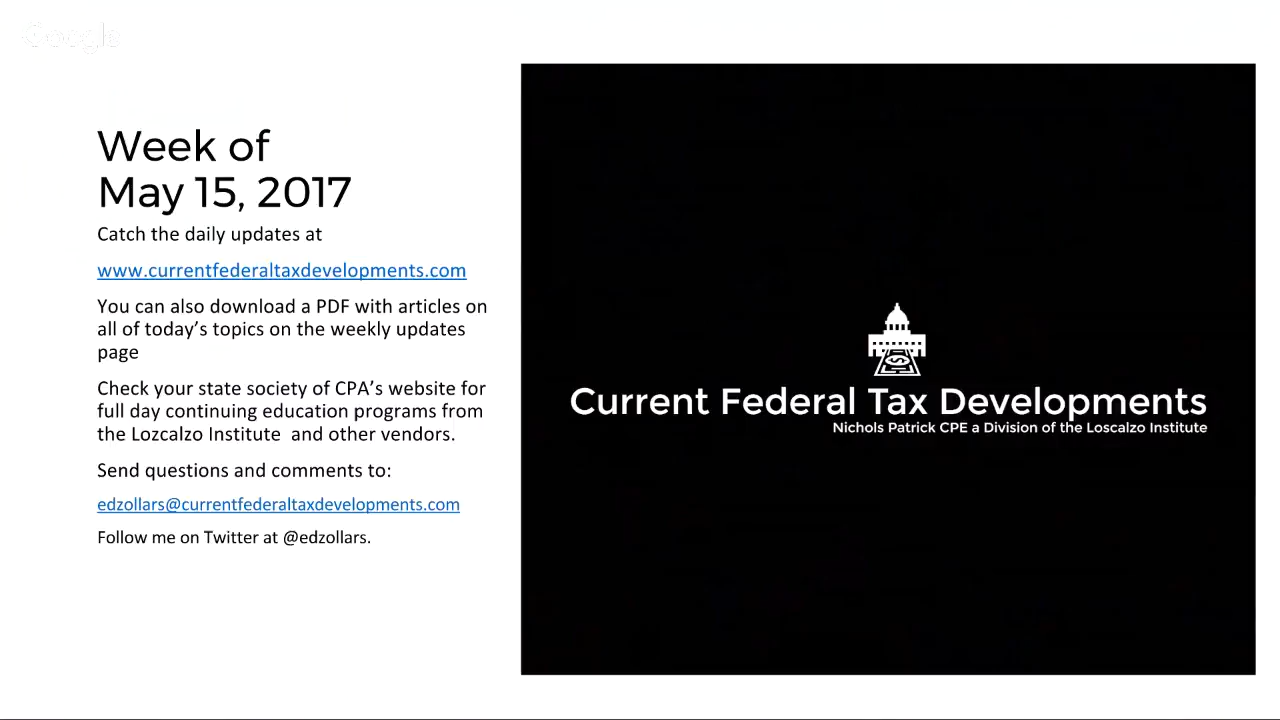 Google
Week of
May 15, 2017
Catch the daily updates at
www.currentfederaltaxdevelopments.com
You can also download a PDF with articles on
all of today's topics on the weekly updates
page
Check your state society of CPA's website for
full day continuing education programs from
the Lozcalzo Institute  and other vendors.
Send questions and comments to:
edzollars@currentfederaltaxdevelopments.com
Follow me on Twitter at @edzollars.
Current Federal Tax Developments
Nichols Patrick CPE a Division of the Loscalzo Institute